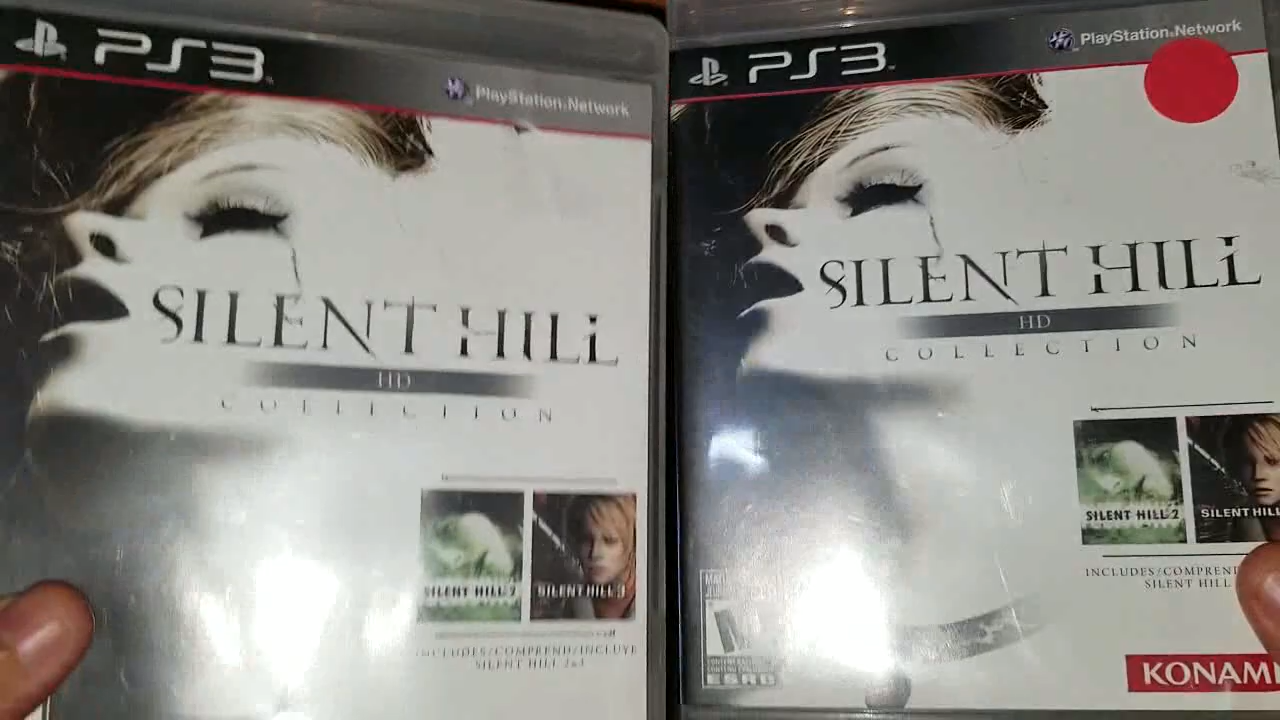 PS3
PlayStation®Network
SILENT HILL
HD
COLLECTION
SILENT HILL 2
SILENT HILL 3
INCLUDES/COMPREND/INCLUYE
SILENT HILL 2&3
PS3
PlayStation®Network
SILENT HILL
HD
COLLECTION
SILENT HILL 2
SILENT HILL
INCLUDES/COMPREND
SILENT HILL
ESRB
KONAMI